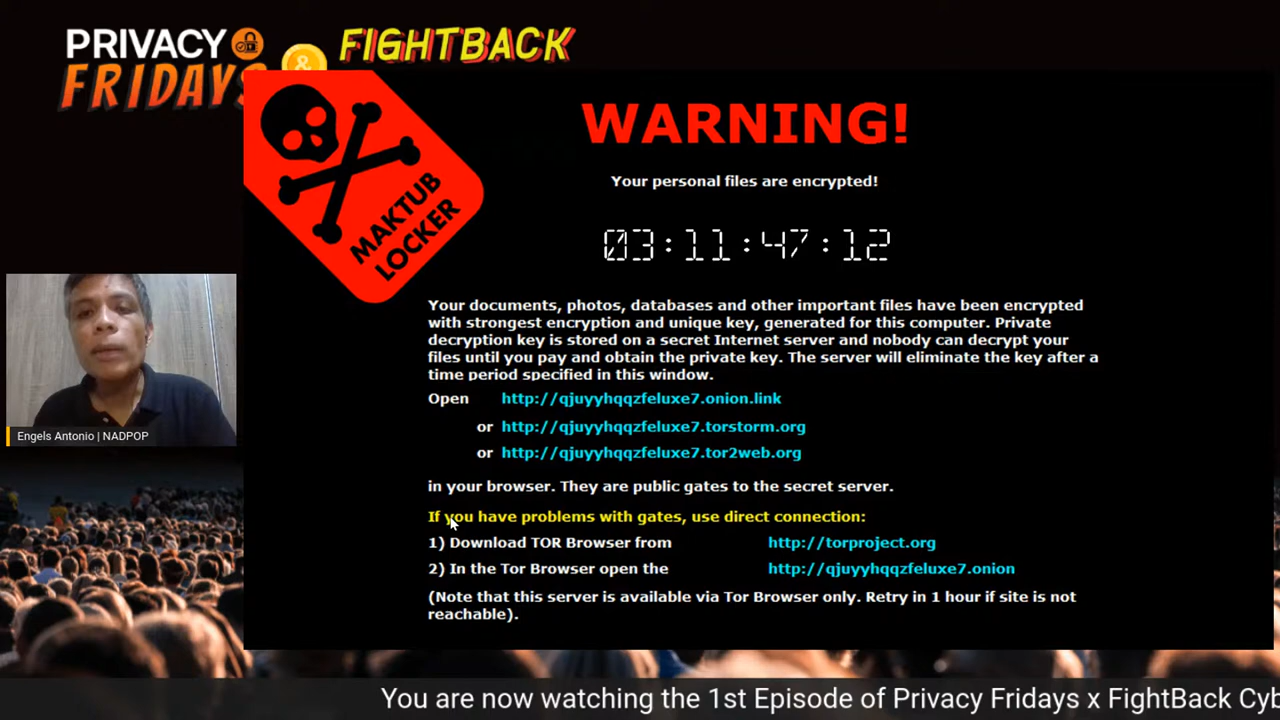 PRIVACY
FRIDAYS
&
FIGHTBACK
MAKTUB
LOCKER
WARNING!
Your personal files are encrypted!
03:11:47:12
Your documents, photos, databases and other important files have been encrypted
with strongest encryption and unique key, generated for this computer. Private
decryption key is stored on a secret Internet server and nobody can decrypt your
files until you pay and obtain the private key. The server will eliminate the key after a
time period specified in this window.
Open http://qjuyyhqqzfeluxe7.onion.link
or http://qjuyyhqqzfeluxe7.torstorm.org
or http://qjuyyhqqzfeluxe7.tor2web.org
in your browser. They are public gates to the secret server.
If you have problems with gates, use direct connection:
1) Download TOR Browser from http://torproject.org
2) In the Tor Browser open the http://qjuyyhqqzfeluxe7.onion
(Note that this server is available via Tor Browser only. Retry in 1 hour if site is not
reachable).
Engels Antonio | NADPOP
You are now watching the 1st Episode of Privacy Fridays x FightBack Cyb